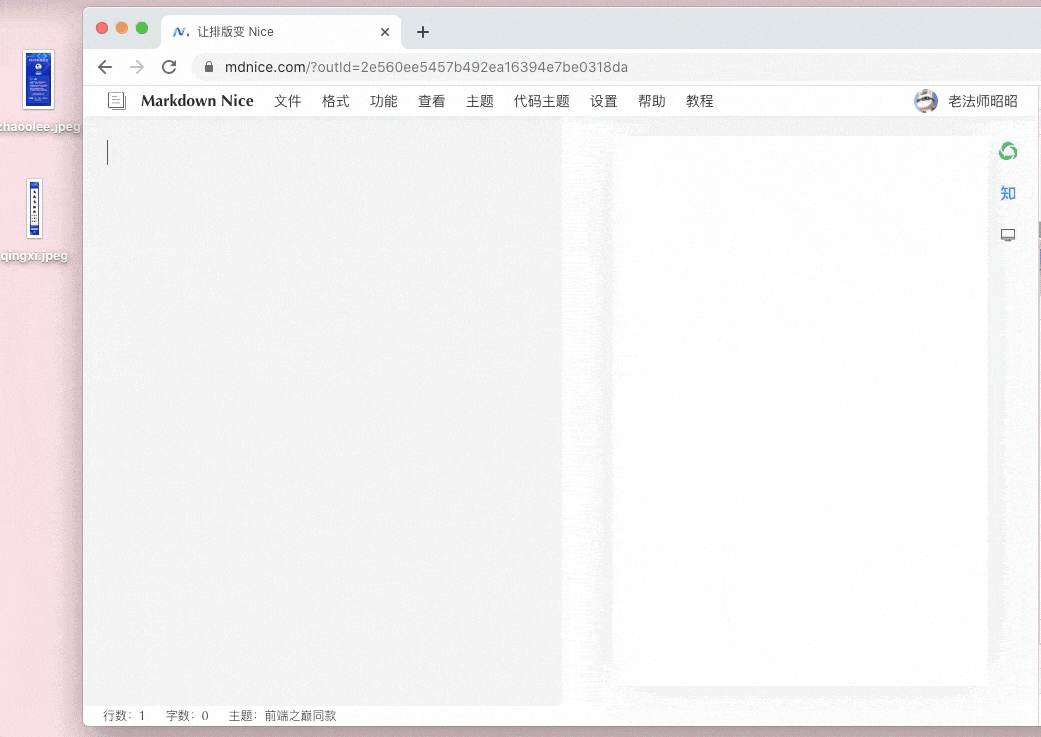 让排版变 Nice
mdnice.com/?outId=2e560ee5457b492ea16394e7be0318da
Markdown Nice 文件 格式 功能 查看 主题 代码主题 设置 帮助 教程 老法师昭昭
zhaoolee.jpeg
知
qingxi.jpeg
行数：1 字数：0 主题：前端之巅同款